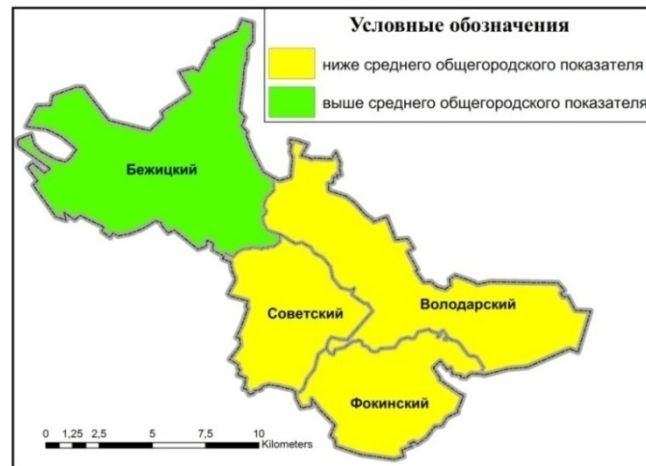 Условные обозначения
ниже среднего общегородского показателя
выше среднего общегородского показателя
Бежицкий
Володарский
Советский
Фокинский
0 1,25 2,5 5 7,5 10
Kilometers